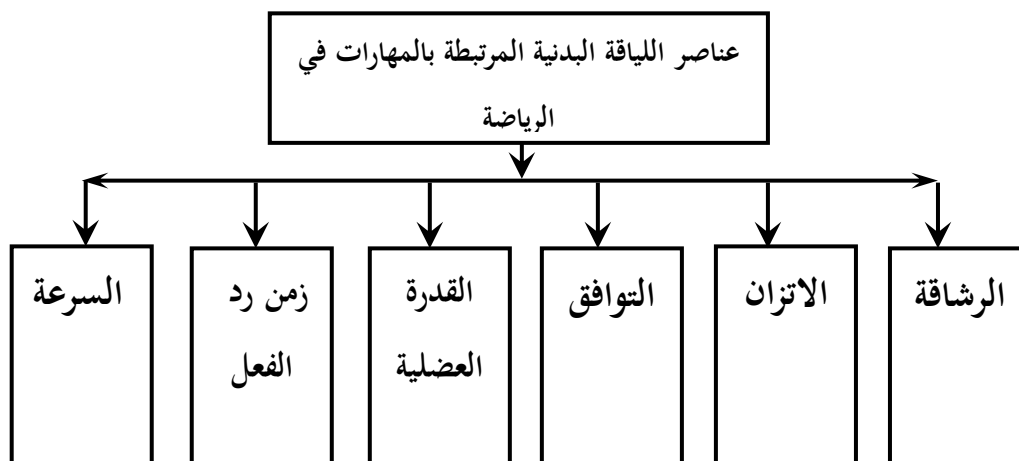 عناصر اللياقة البدنية المرتبطة بالمهارات في
الرياضة
الرشاقة
الاتزان
التوافق
القدرة
العضلية
زمن رد
الفعل
السرعة